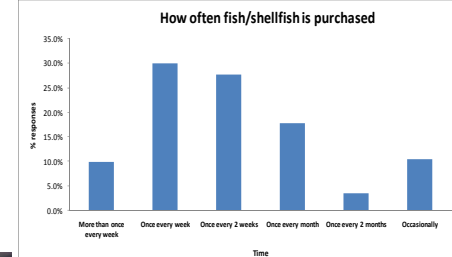 How often fish/shellfish is purchased
35.0%
30.0%
25.0%
20.0%
15.0%
10.0%
5.0%
0.0%
% responses
More than once
every week
Once every week
Once every 2 weeks
Once every month
Once every 2 months
Occasionally
Time